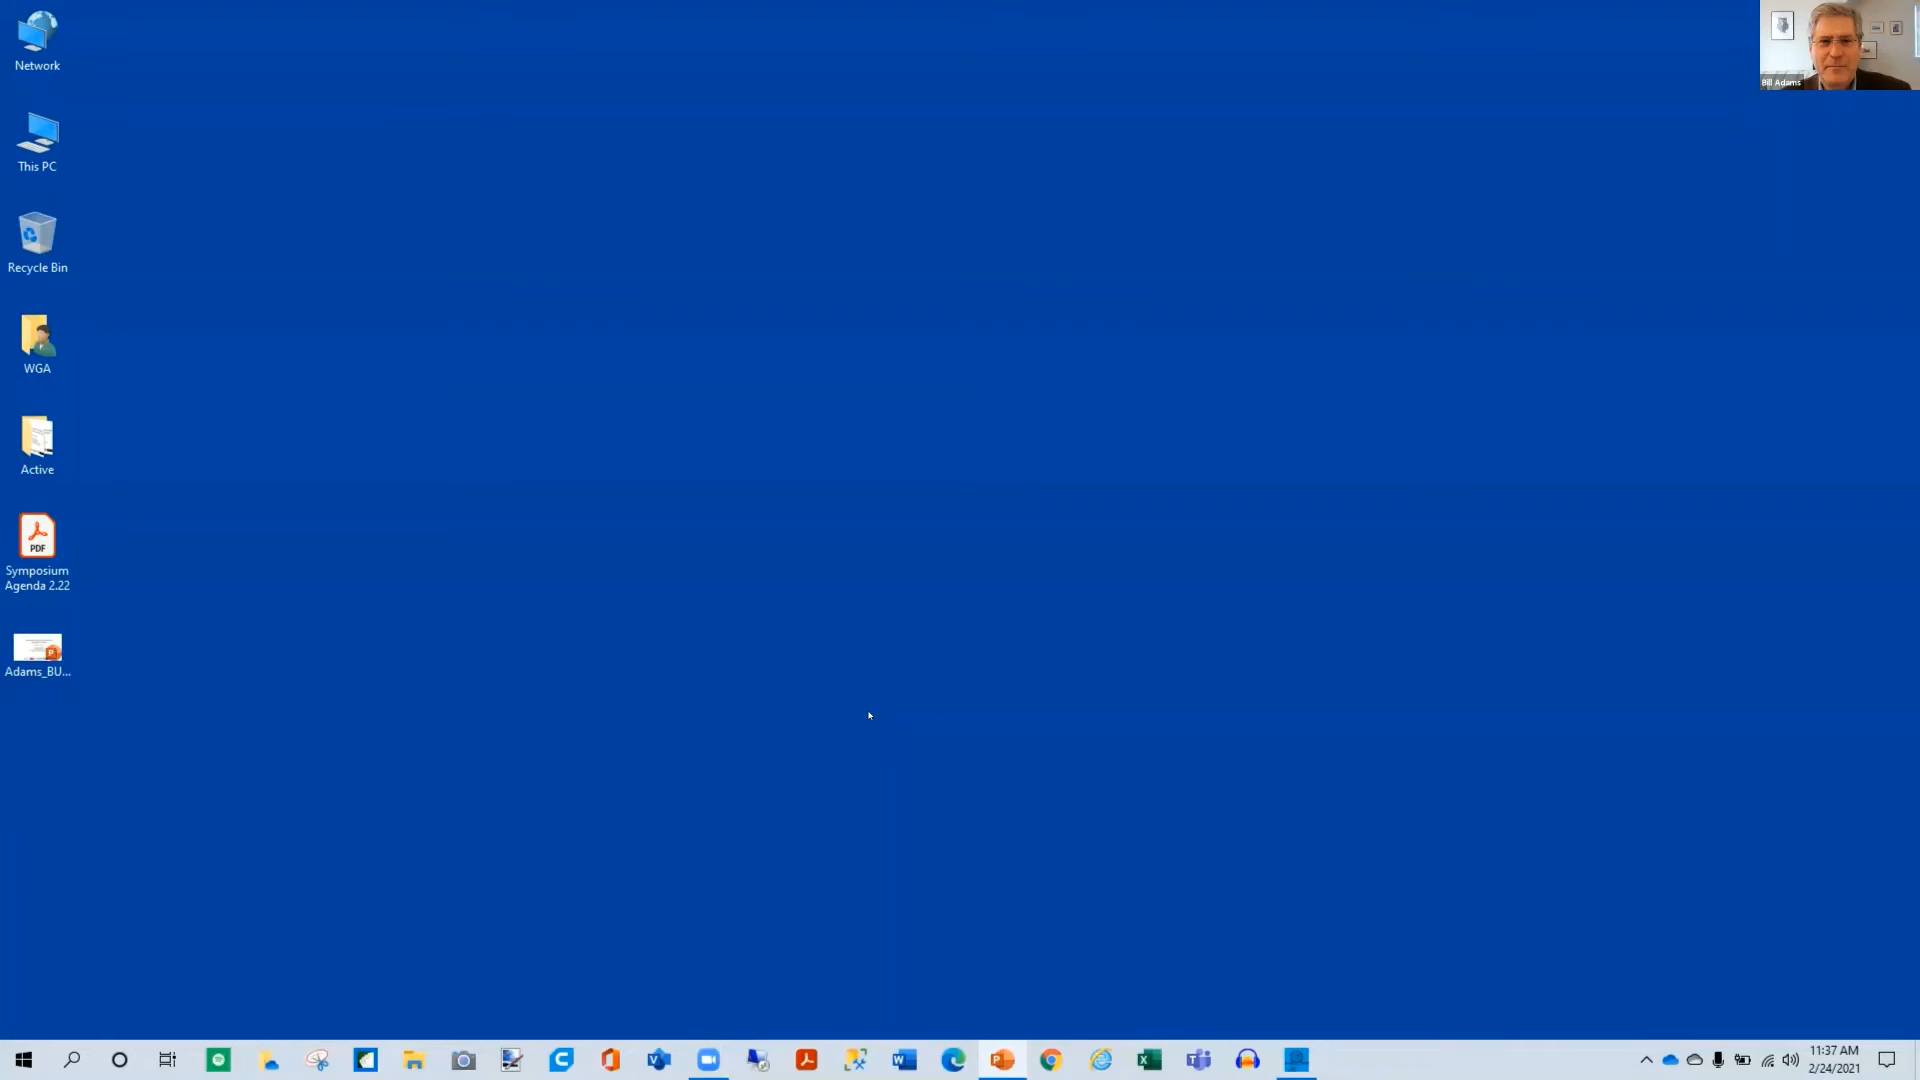 Network
This PC
Recycle Bin
WGA
Active
PDF
Symposium
Agenda 2.22
Adams_BU...
Bill Adams
11:37 AM
2/24/2021